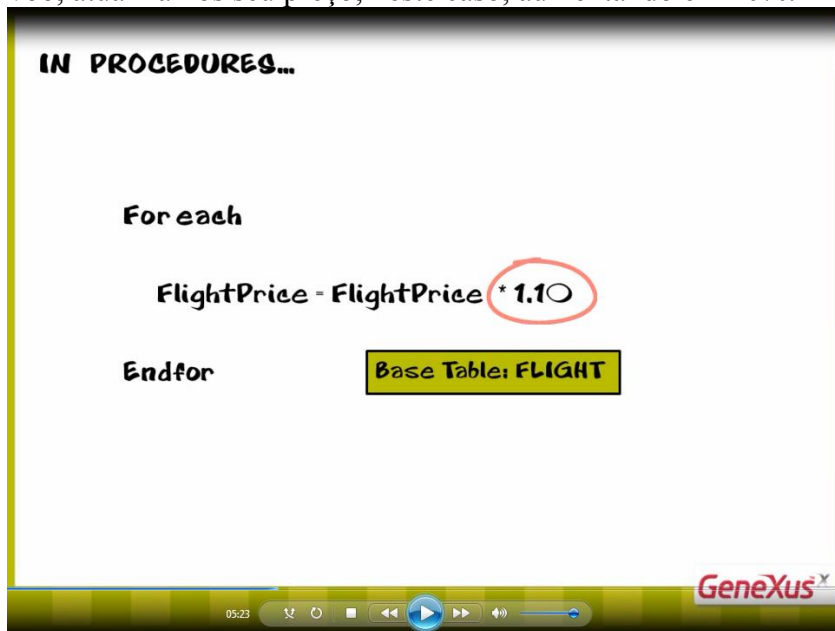 IN PROCEDURES...
For each
FlightPrice = FlightPrice * 1.10
Endfor
Base Table: FLIGHT
GeneXus X
05:23